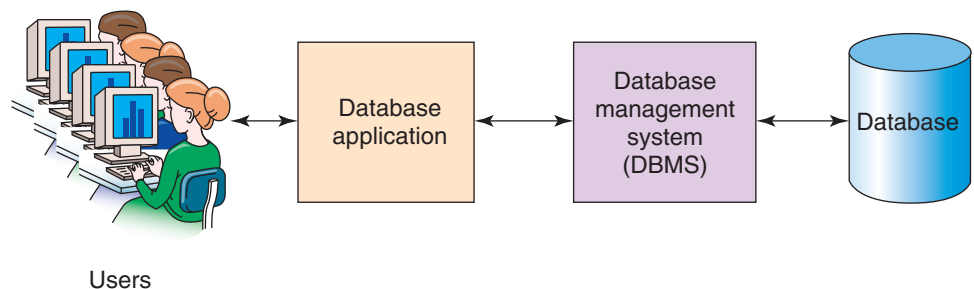 Database
application
Database
management
system
(DBMS)
Database
Users